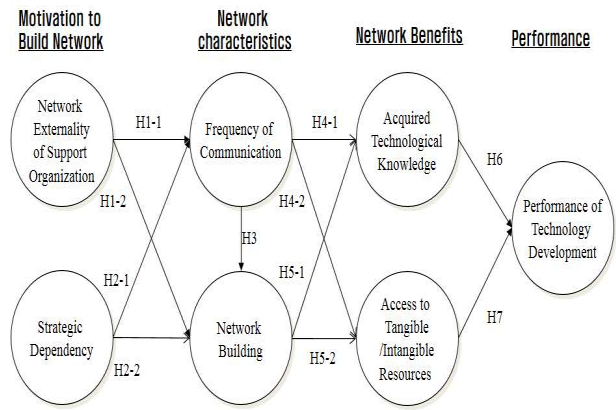 Motivation to
Build Network
Network
characteristics
Network Benefits
Performance
Network
Externality
of Support
Organization
H1-1
Frequency of
Communication
H4-1
Acquired
Technological
Knowledge
H6
H1-2
H4-2
Performance of
Technology
Development
H3
H2-1
H5-1
Strategic
Dependency
H2-2
Network
Building
H5-2
Access to
Tangible
/Intangible
Resources
H7